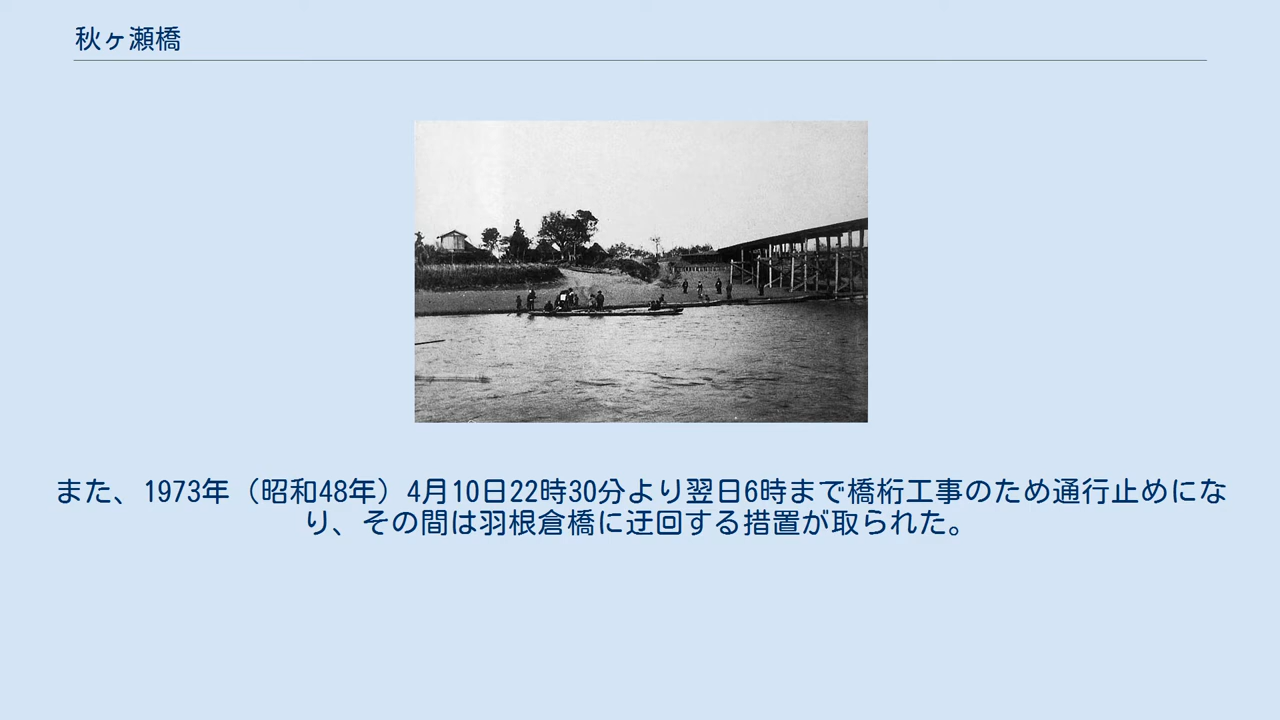 秋ヶ瀬橋
また、1973年（昭和48年）4月10日22時30分より翌日6時まで橋桁工事のため通行止めにな
り、その間は羽根倉橋に迂回する措置が取られた。